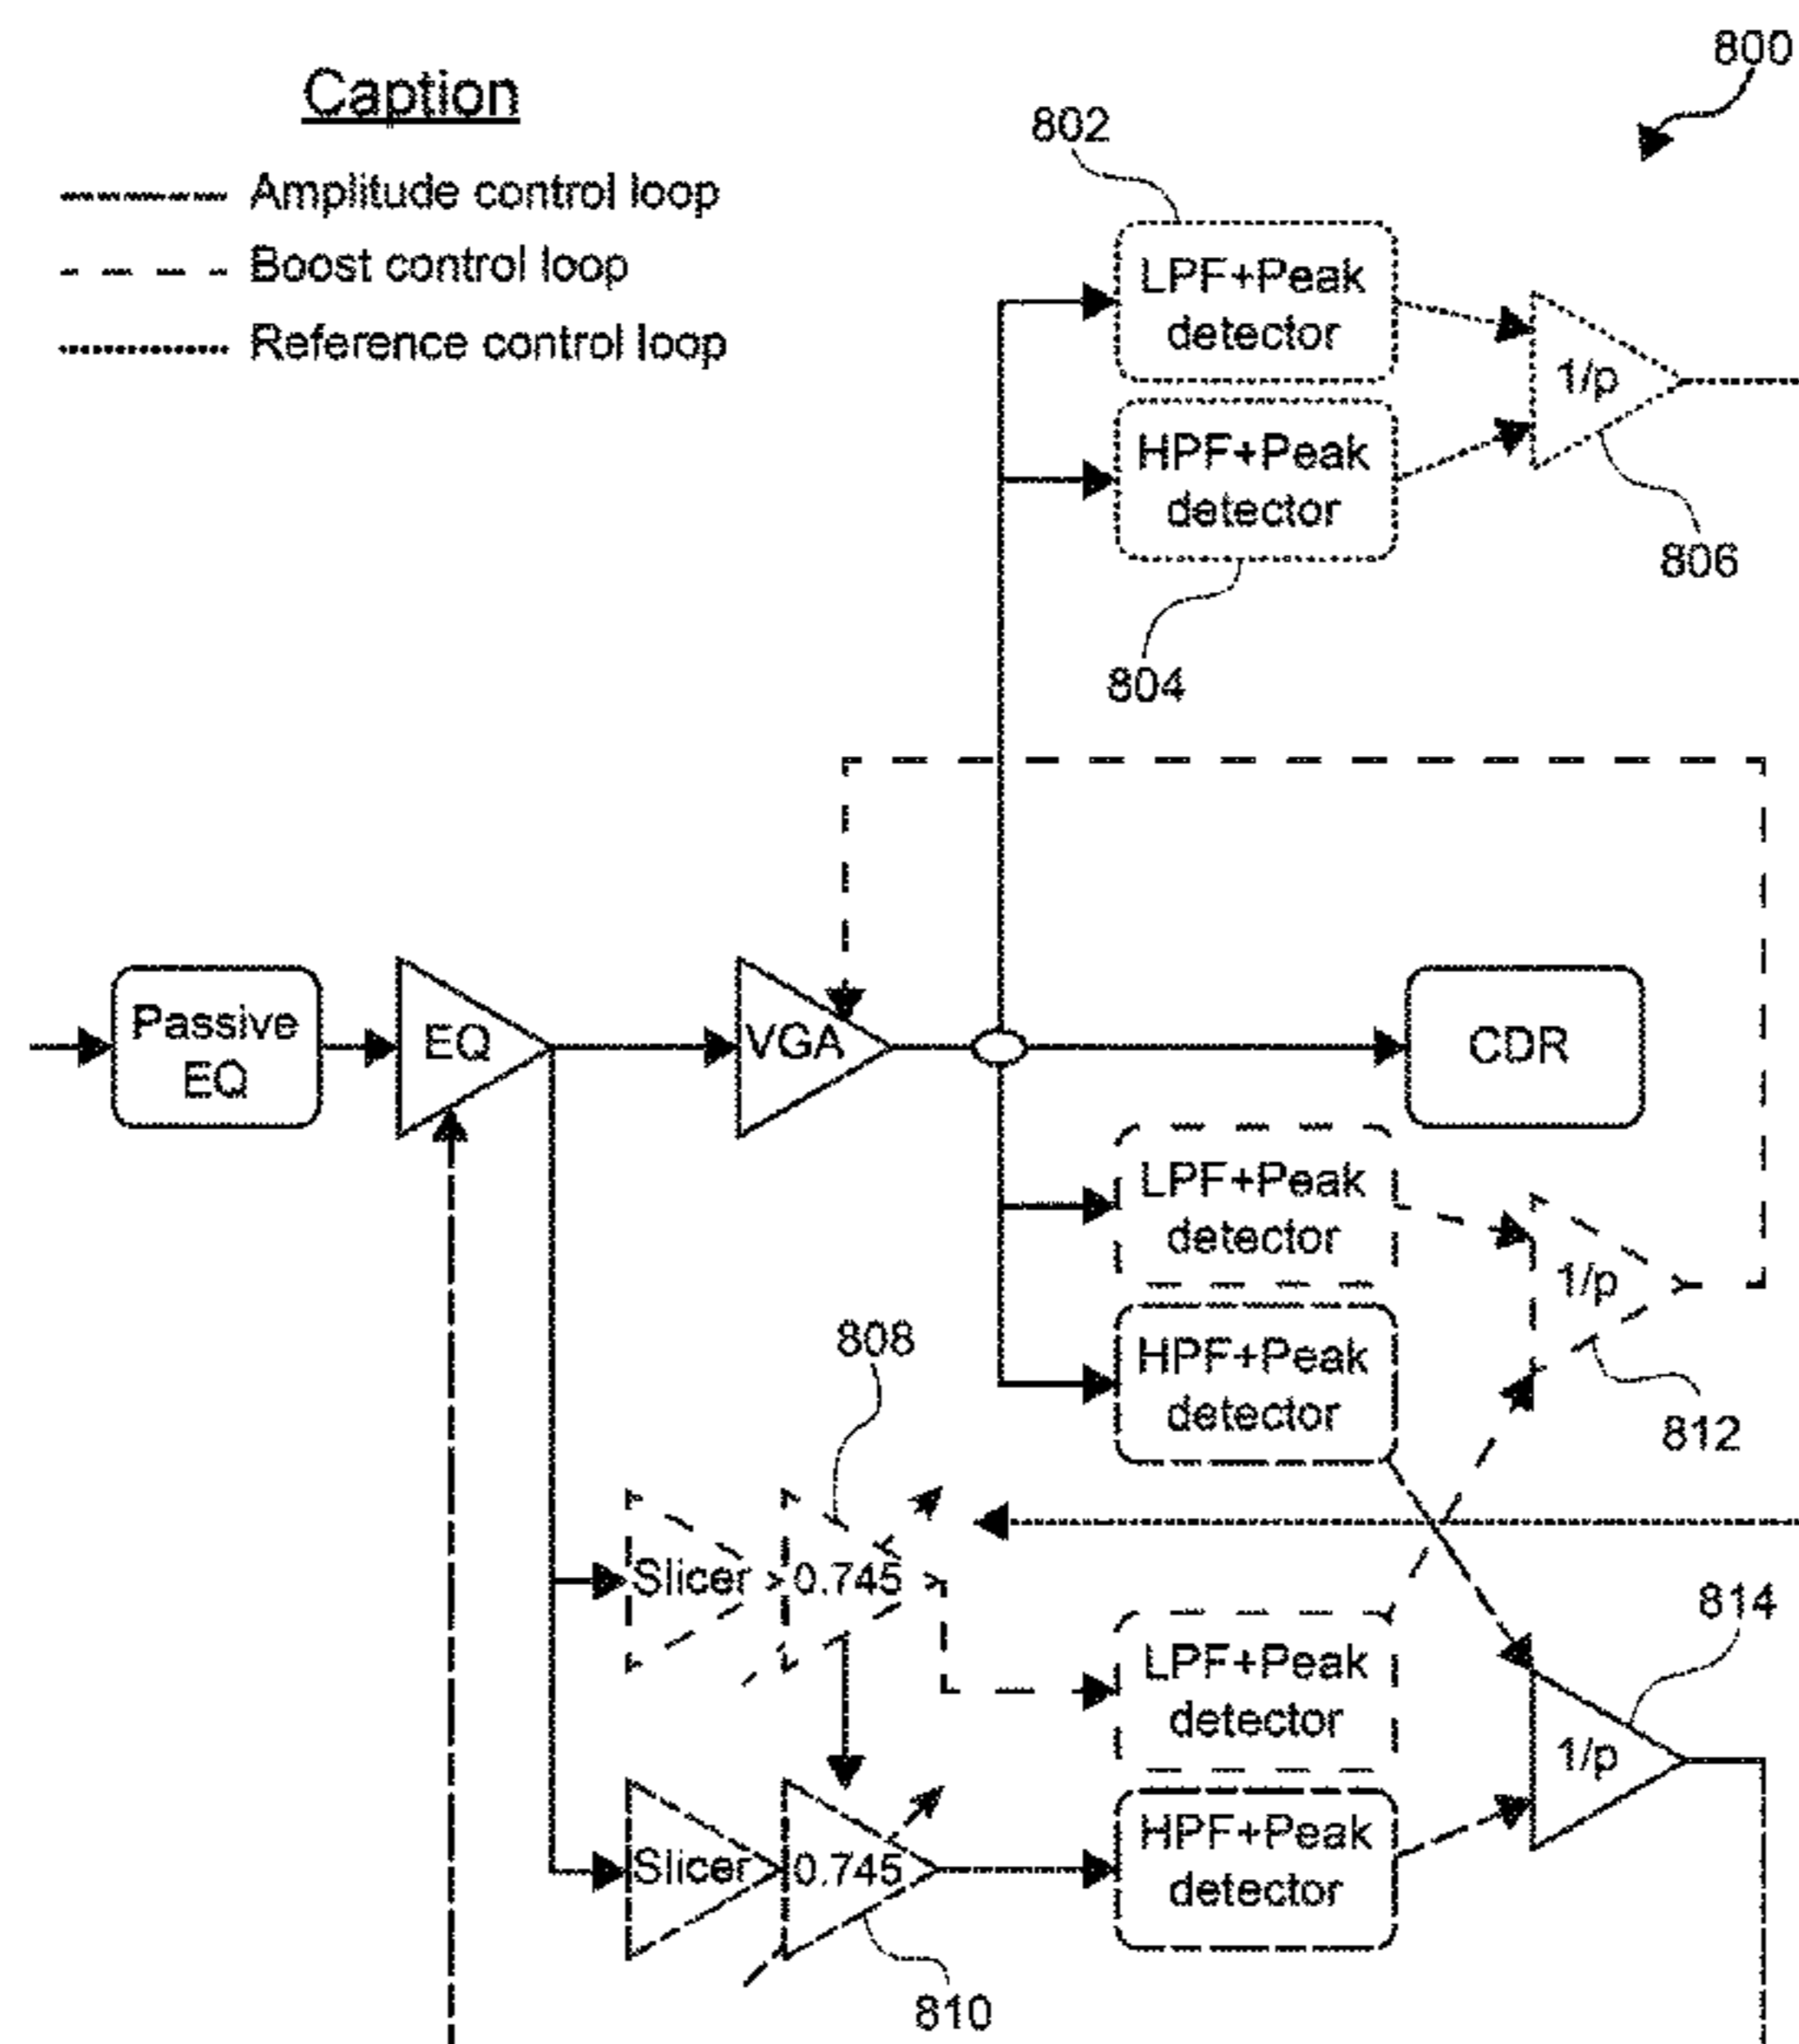 Caption
Amplitude control loop
Boost control loop
Reference control loop
800
802
LPF+Peak
detector
1/p
HPF+Peak
detector
806
804
Passive
EQ
EQ
VGA
CDR
LPF+Peak
detector
1/p
808
HPF+Peak
detector
812
Slicer
0.745
814
LPF+Peak
detector
1/p
Slicer
0.745
HPF+Peak
detector
810